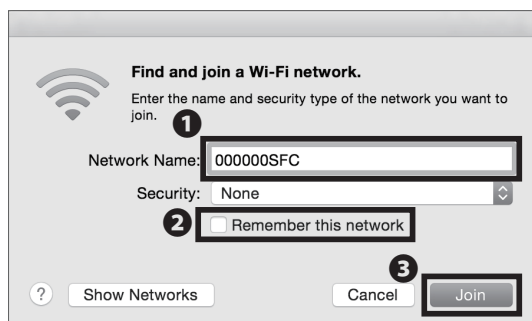 Find and join a Wi-Fi network.
Enter the name and security type of the network you want to
join.
1
Network Name: 000000SFC
Security: None
2 Remember this network
3
? Show Networks Cancel Join